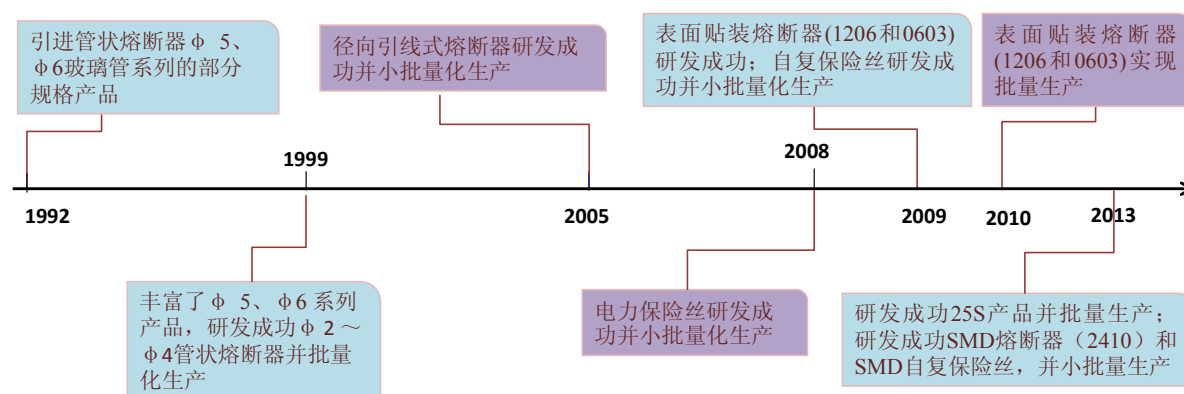 引进管状熔断器φ 5、
φ6玻璃管系列的部分
规格产品
径向引线式熔断器研发成
功并小批量化生产
表面贴装熔断器(1206和0603)
研发成功；自复保险丝研发成
功并小批量化生产
表面贴装熔断器
(1206和0603)实现
批量生产
1999
2008
1992
2005
2009
2010
2013
丰富了φ 5、φ6 系列
产品，研发成功φ 2～
φ4管状熔断器并批量
化生产
电力保险丝研发成
功并小批量化生产
研发成功25S产品并批量生产；
研发成功SMD熔断器（2410）和
SMD自复保险丝，并小批量生产